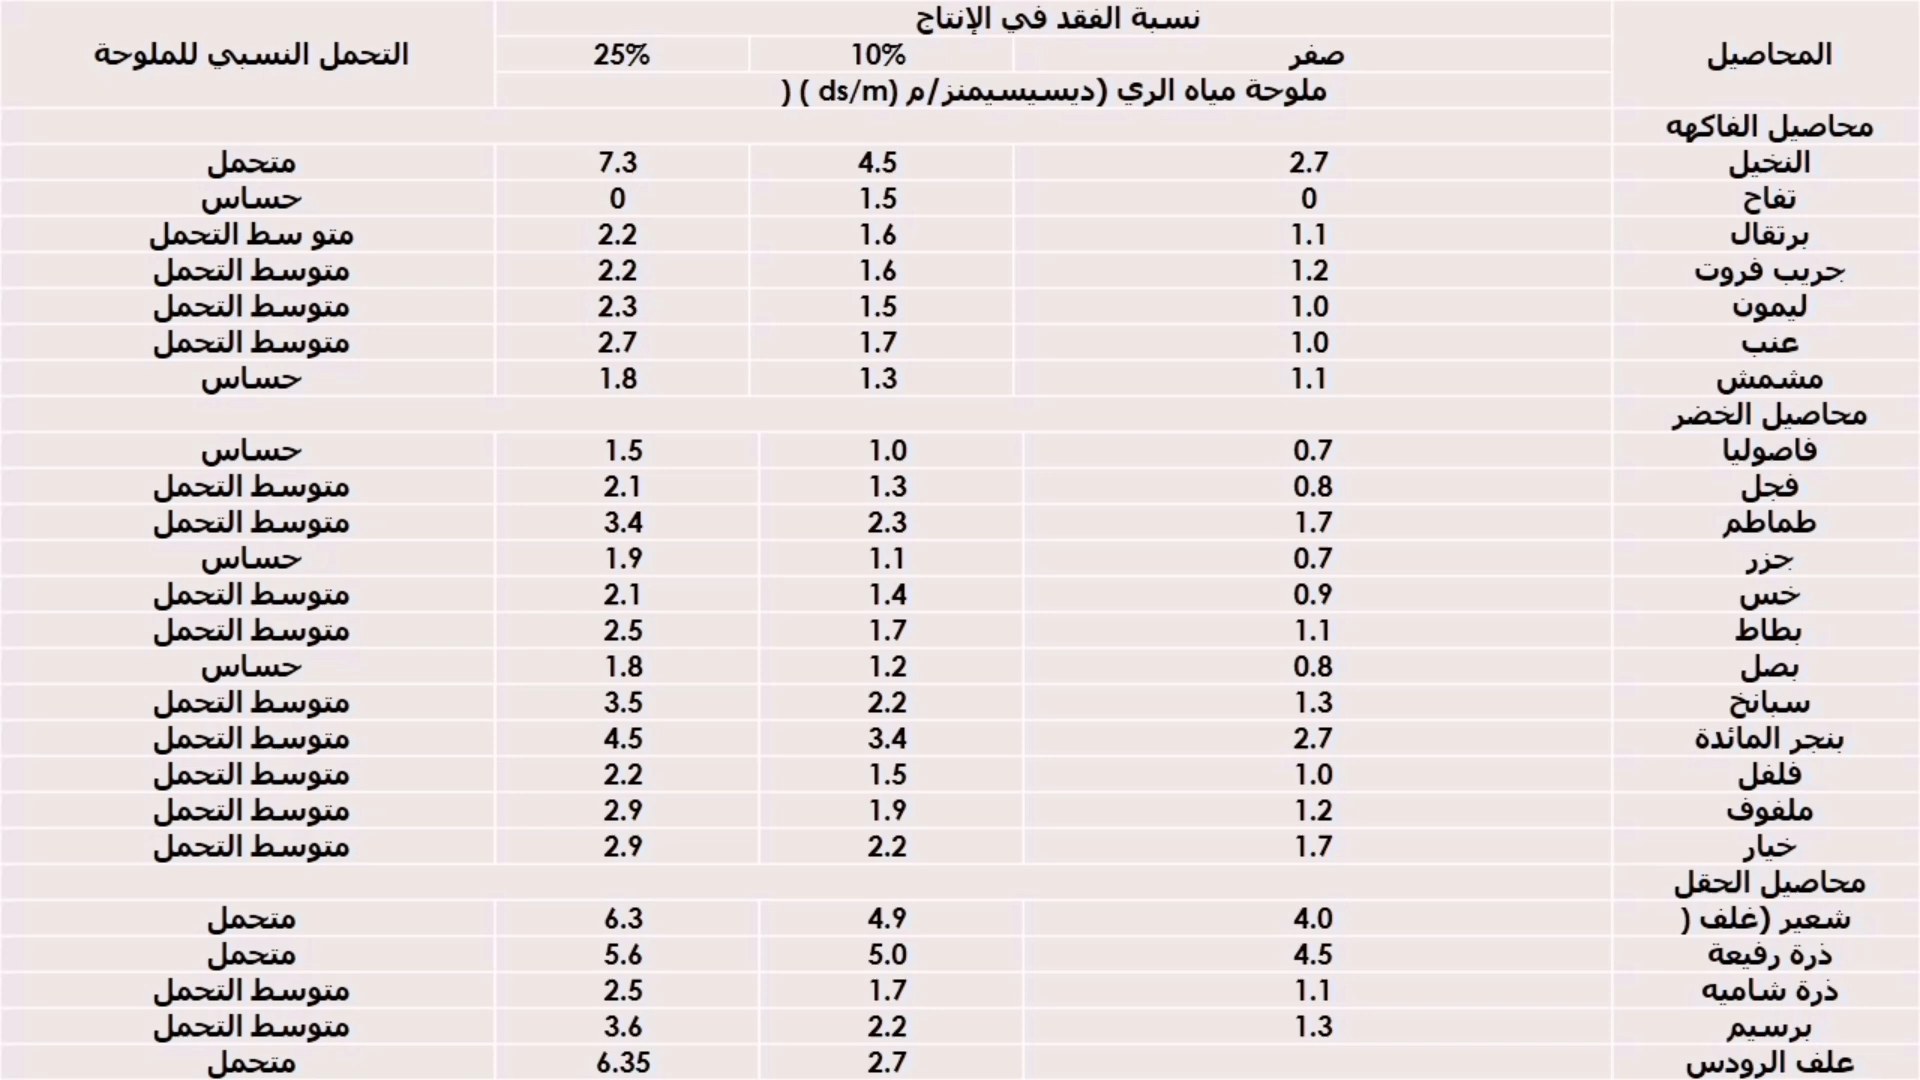 المحاصيل نسبة الفقد في الإنتاج التحمل النسبي للملوحة
صفر 10% 25%
ملوحة مياه الري (ديسيسيمنز/م (ds/m ) (
محاصيل الفاكهه
النخيل 2.7 4.5 7.3 متحمل
تفاح 0 1.5 0 حساس
برتقال 1.1 1.6 2.2 متو سط التحمل
جريب فروت 1.2 1.6 2.2 متوسط التحمل
ليمون 1.0 1.5 2.3 متوسط التحمل
عنب 1.0 1.7 2.7 متوسط التحمل
مشمش 1.1 1.3 1.8 حساس
محاصيل الخضر
فاصوليا 0.7 1.0 1.5 حساس
فجل 0.8 1.3 2.1 متوسط التحمل
طماطم 1.7 2.3 3.4 متوسط التحمل
جزر 0.7 1.1 1.9 حساس
خس 0.9 1.4 2.1 متوسط التحمل
بطاط 1.1 1.7 2.5 متوسط التحمل
بصل 0.8 1.2 1.8 حساس
سبانخ 1.3 2.2 3.5 متوسط التحمل
بنجر المائدة 2.7 3.4 4.5 متوسط التحمل
فلفل 1.0 1.5 2.2 متوسط التحمل
ملفوف 1.2 1.9 2.9 متوسط التحمل
خيار 1.7 2.2 2.9 متوسط التحمل
محاصيل الحقل
شعير (غلف ( 4.0 4.9 6.3 متحمل
ذرة رفيعة 4.5 5.0 5.6 متحمل
ذرة شاميه 1.1 1.7 2.5 متوسط التحمل
برسيم 1.3 2.2 3.6 متوسط التحمل
علف الرودس 2.7 6.35 متحمل